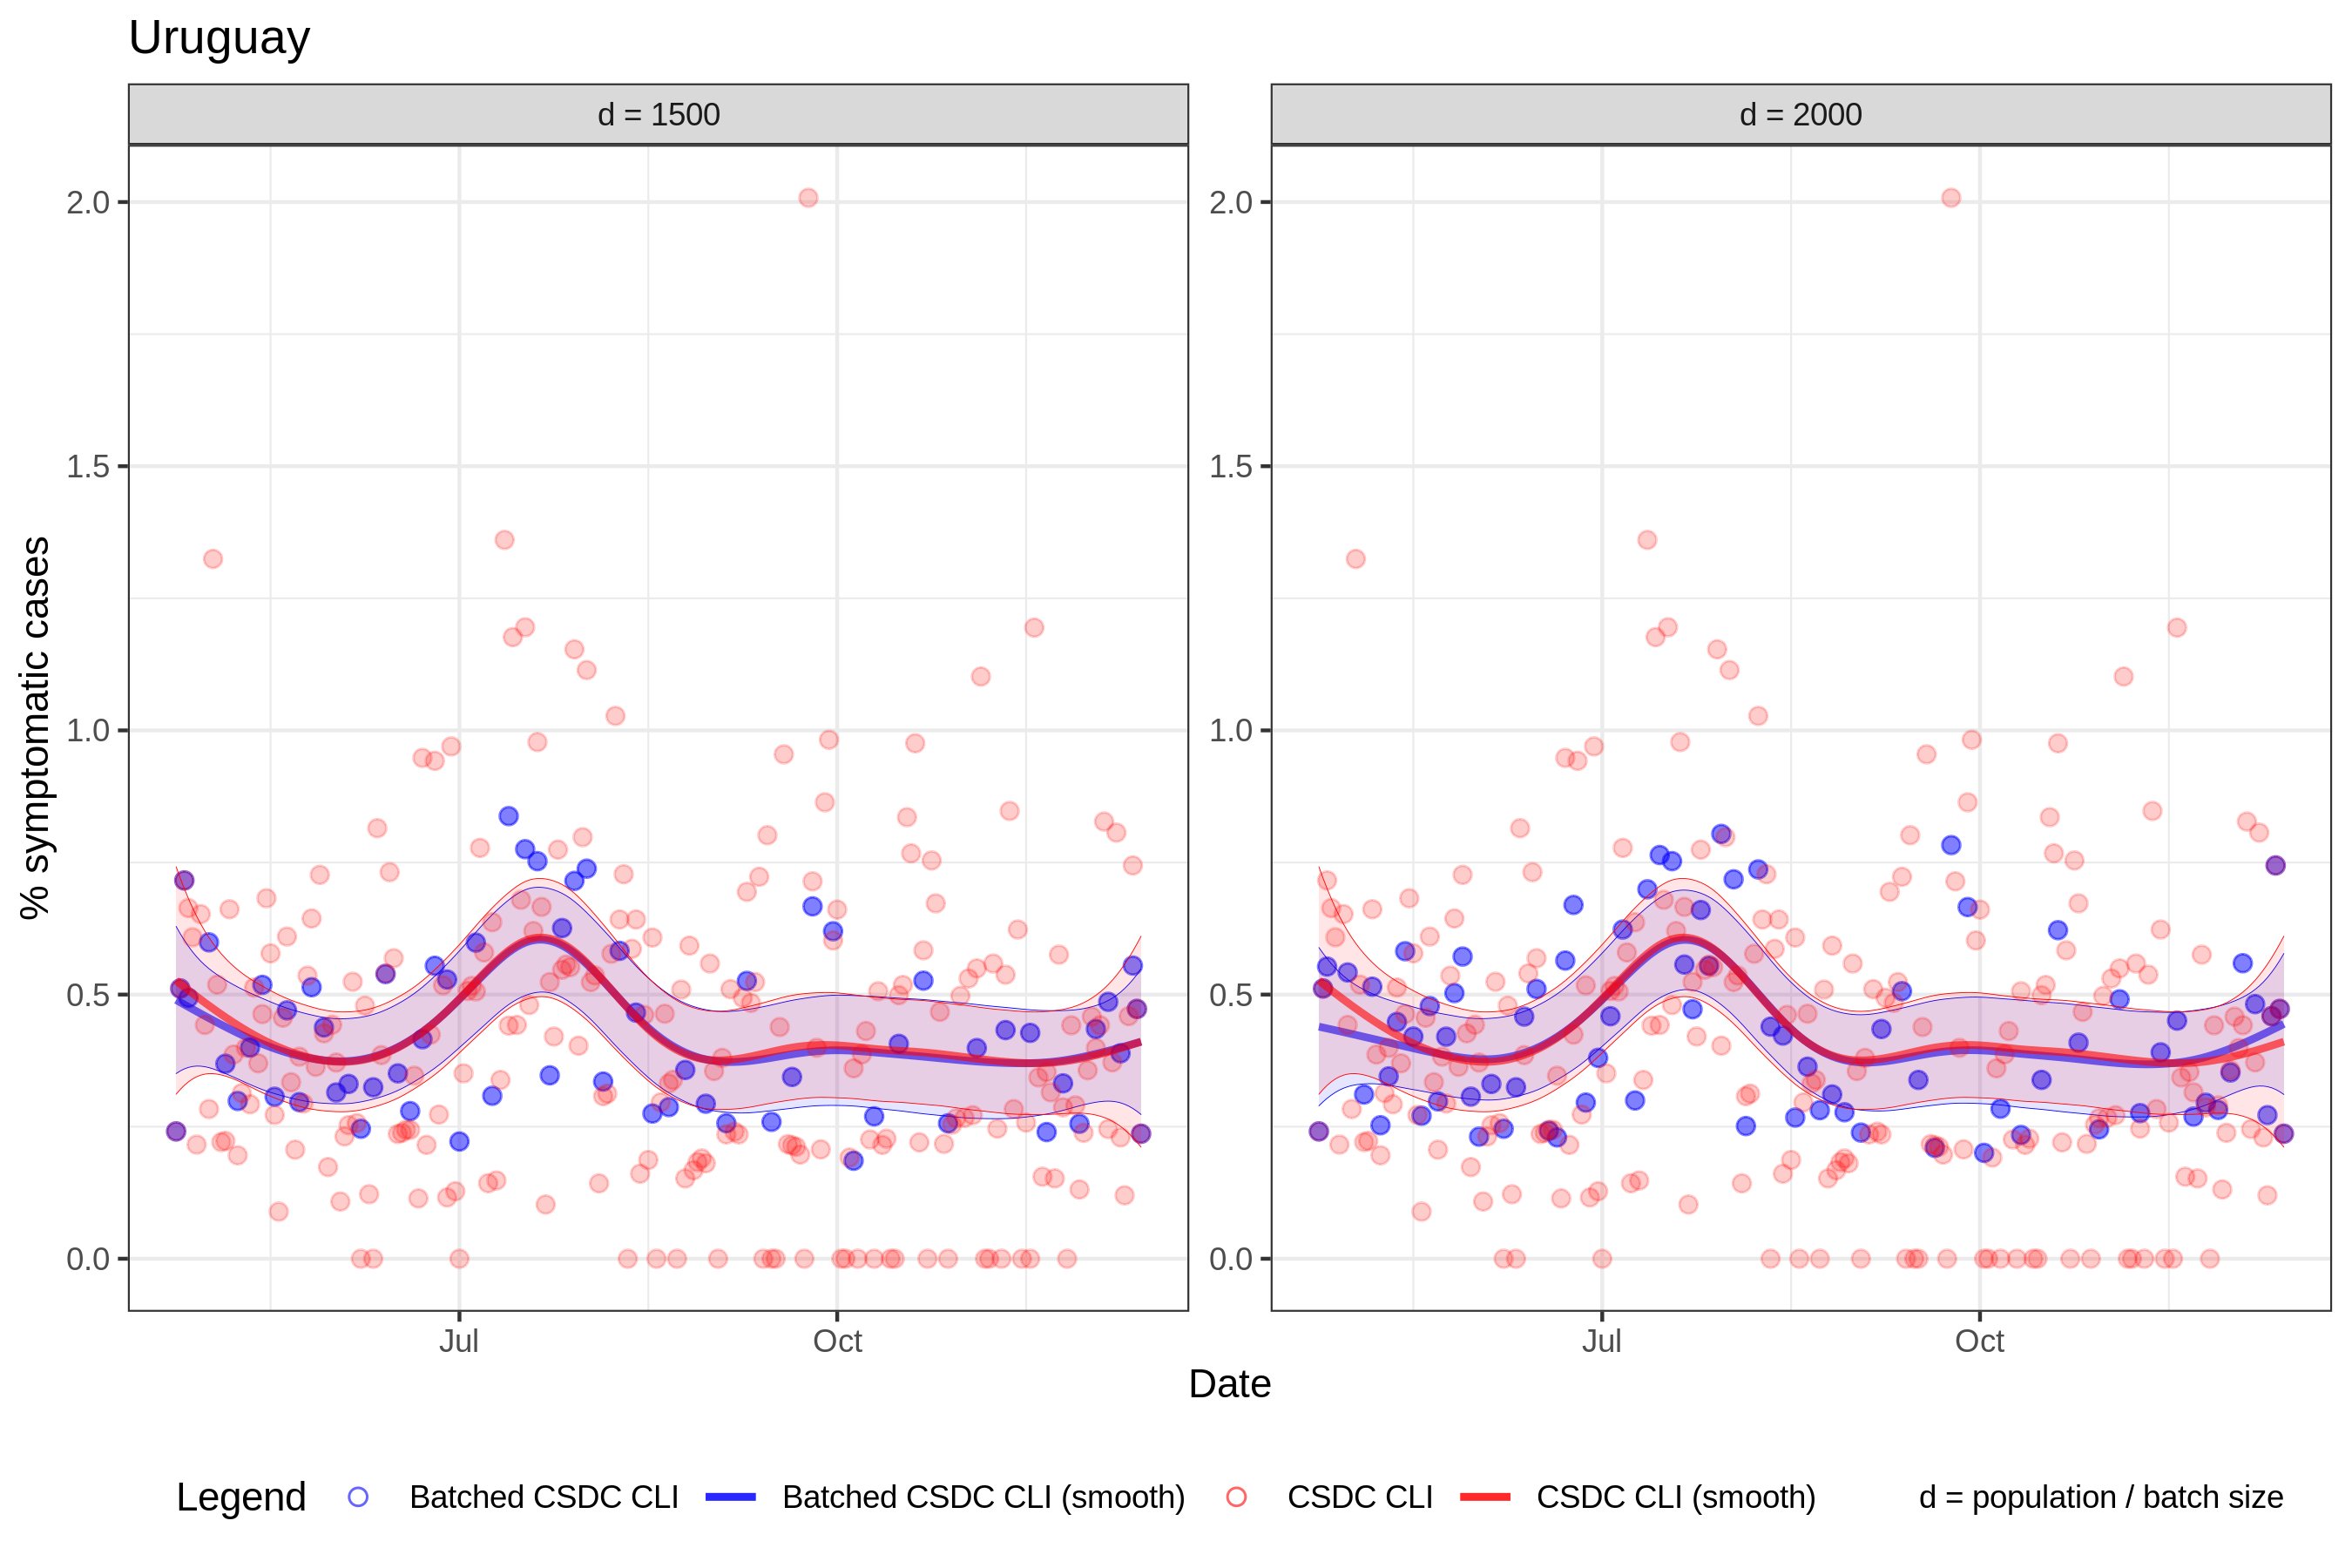 Uruguay
d = 1500
d = 2000
% symptomatic cases
2.0
1.5
1.0
0.5
0.0
2.0
1.5
1.0
0.5
0.0
Jul
Oct
Jul
Oct
Date
Legend
Batched CSDC CLI
Batched CSDC CLI (smooth)
CSDC CLI
CSDC CLI (smooth)
d = population / batch size